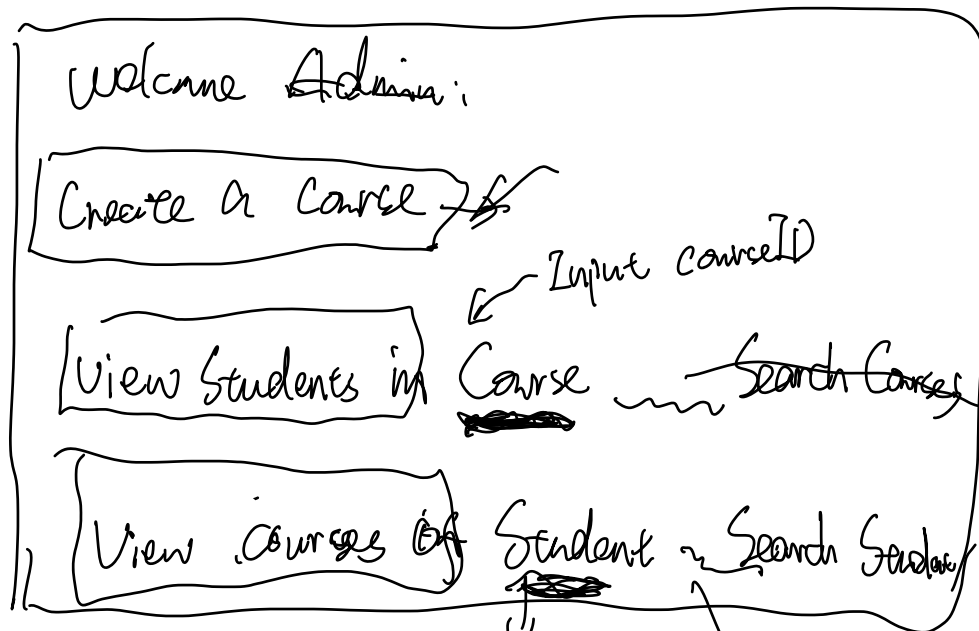 Welcome Admin:
Create a Course
Input courseID
View Students in Course Search Courses
View courses of Student Search Student